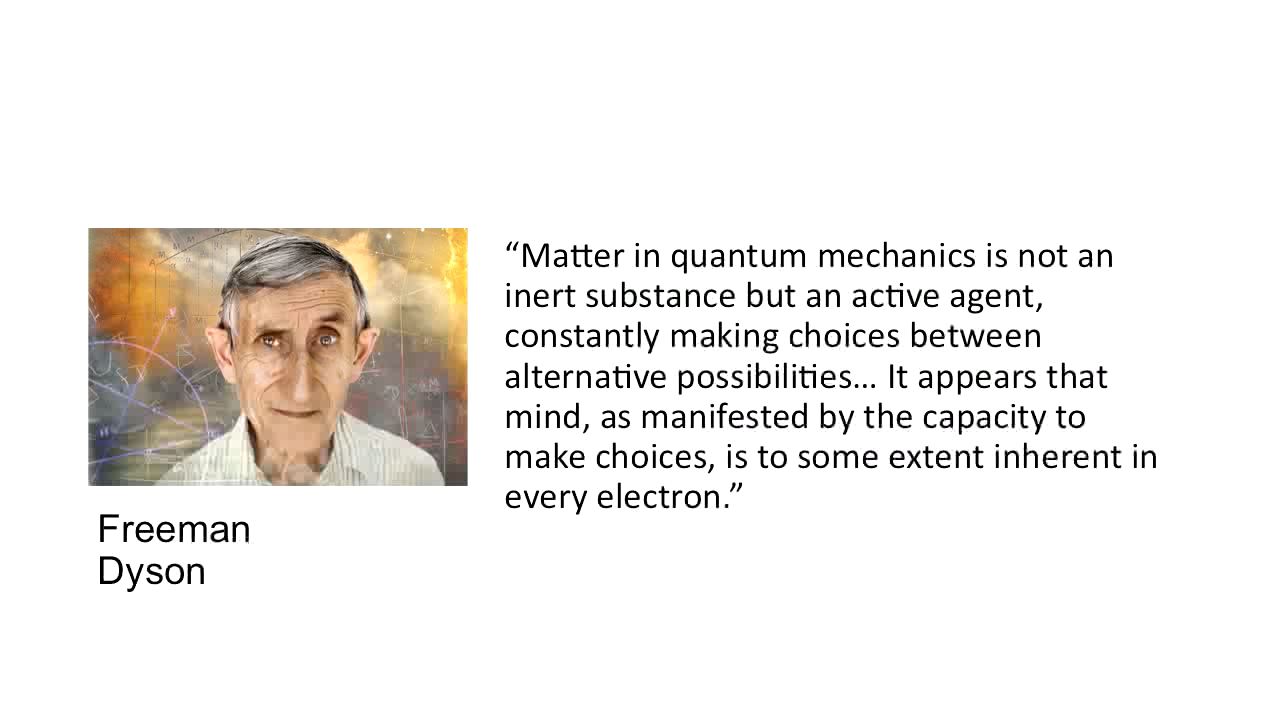 “Matter in quantum mechanics is not an
inert substance but an active agent,
constantly making choices between
alternative possibilities… It appears that
mind, as manifested by the capacity to
make choices, is to some extent inherent in
every electron.”
Freeman
Dyson